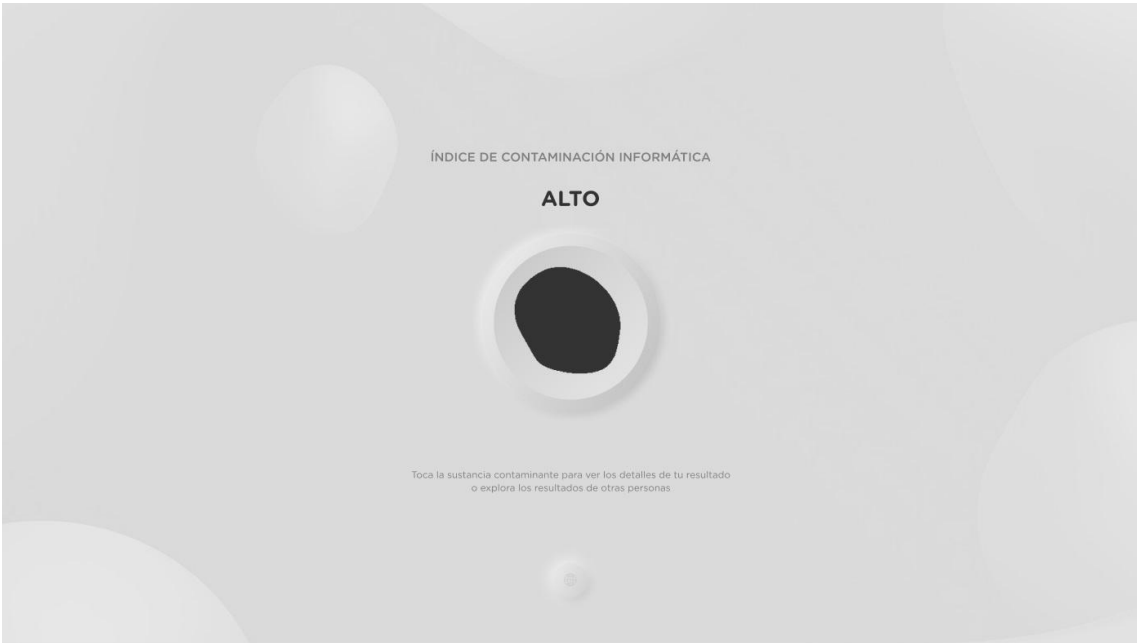 ÍNDICE DE CONTAMINACIÓN INFORMÁTICA
ALTO
Toca la sustancia contaminante para ver los detalles de tu resultado
o explora los resultados de otras personas